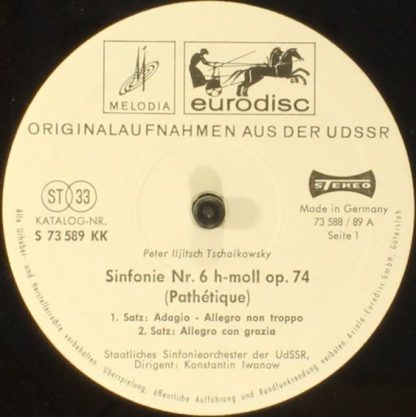 MELODIA
eurodisc
ORIGINALAUFNAHMEN AUS DER UDSSR
ST 33
KATALOG-NR.
S 73 589 KK
STEREO
Made in Germany
73 588 / 89 A
Seite 1
Peter Iljitsch Tschaikowsky
Sinfonie Nr. 6 h-moll op. 74
(Pathétique)
1. Satz: Adagio - Allegro non troppo
2. Satz: Allegro con grazia
Staatliches Sinfonieorchester der UdSSR,
Dirigent: Konstantin Iwanow
Alle Urheber- und Herstellerrechte vorbehalten. Überspielung, öffentliche Aufführung und Rundfunksendung verboten. Ariola-Eurodisc GmbH, Gütersloh